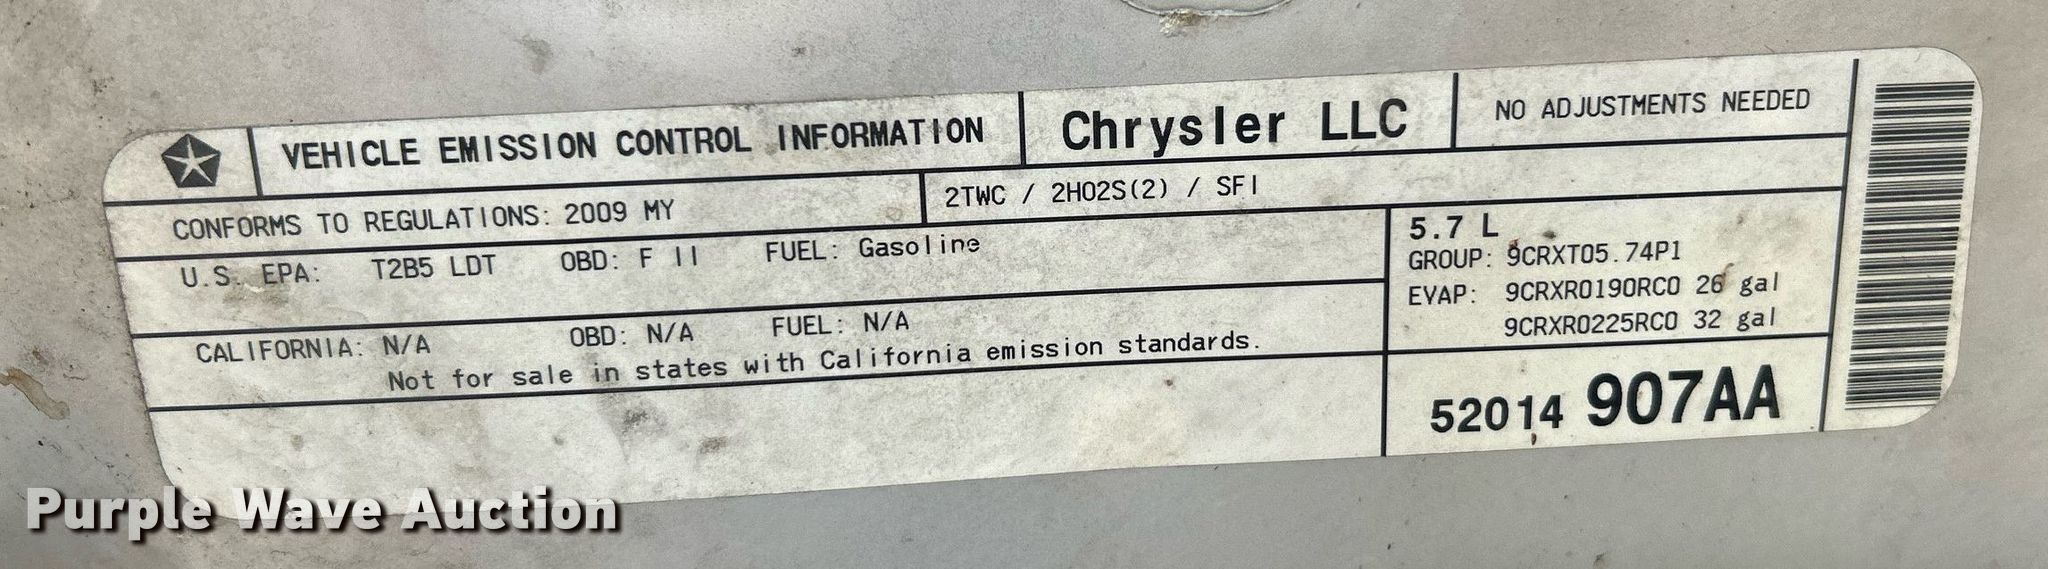 VEHICLE EMISSION CONTROL INFORMATION
Chrysler LLC
NO ADJUSTMENTS NEEDED
CONFORMS TO REGULATIONS: 2009 MY
2TWC / 2HO2S(2) / SFI
U.S. EPA: T2B5 LDT OBD: F II FUEL: Gasoline
CALIFORNIA: N/A OBD: N/A FUEL: N/A
Not for sale in states with California emission standards.
5.7 L
GROUP: 9CRXT05.74P1
EVAP: 9CRXR0190RC0 26 gal
9CRXR0225RC0 32 gal
52014 907AA
Purple Wave Auction